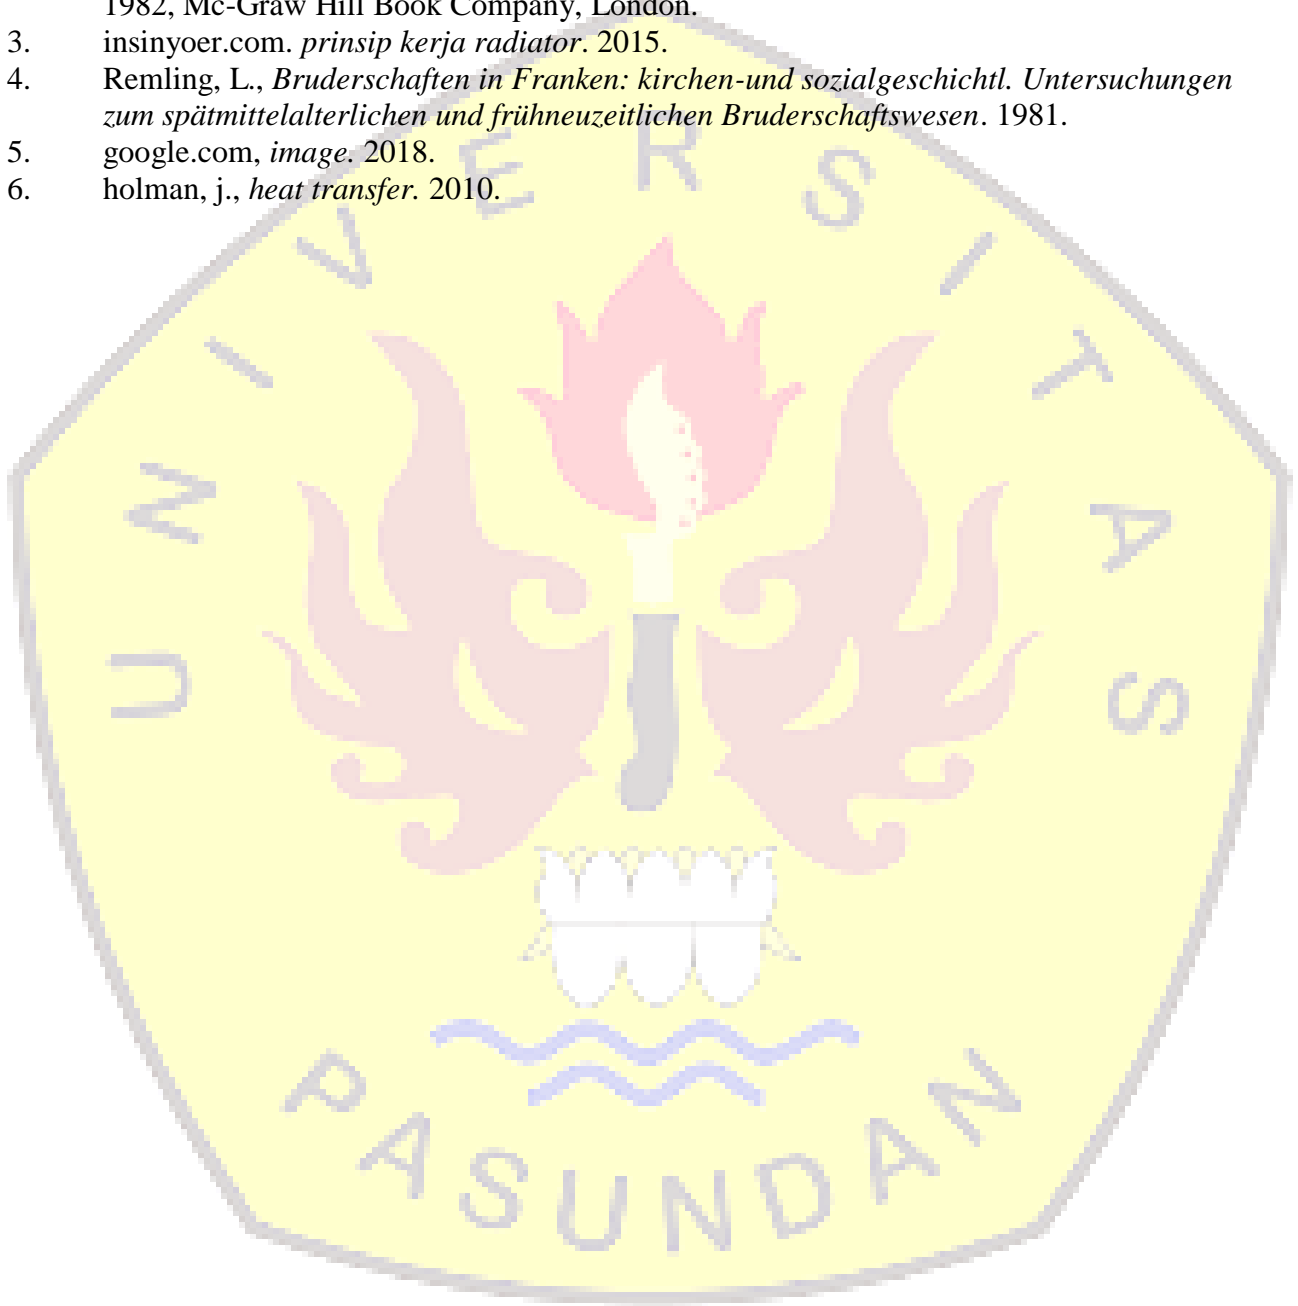 1982, Mc-Graw Hill Book Company, London.
3. insinyoer.com. prinsip kerja radiator. 2015.
4. Remling, L., Bruderschaften in Franken: kirchen-und sozialgeschichtl. Untersuchungen
zum spätmittelalterlichen und frühneuzeitlichen Bruderschaftswesen. 1981.
5. google.com, image. 2018.
6. holman, j., heat transfer. 2010.
UNIVERSITAS
PASUNDAN